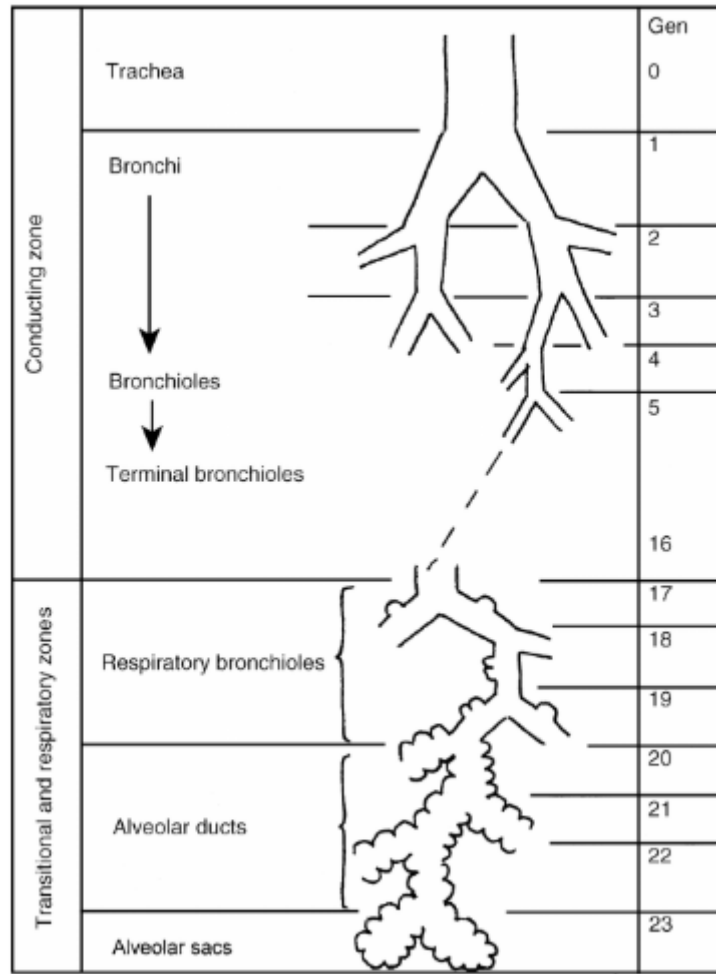 Gen
Trachea
0
1
Bronchi
2
3
4
Bronchioles
5
Terminal bronchioles
16
Conducting zone
17
18
Respiratory bronchioles
19
20
21
Alveolar ducts
22
23
Alveolar sacs
Transitional and respiratory zones